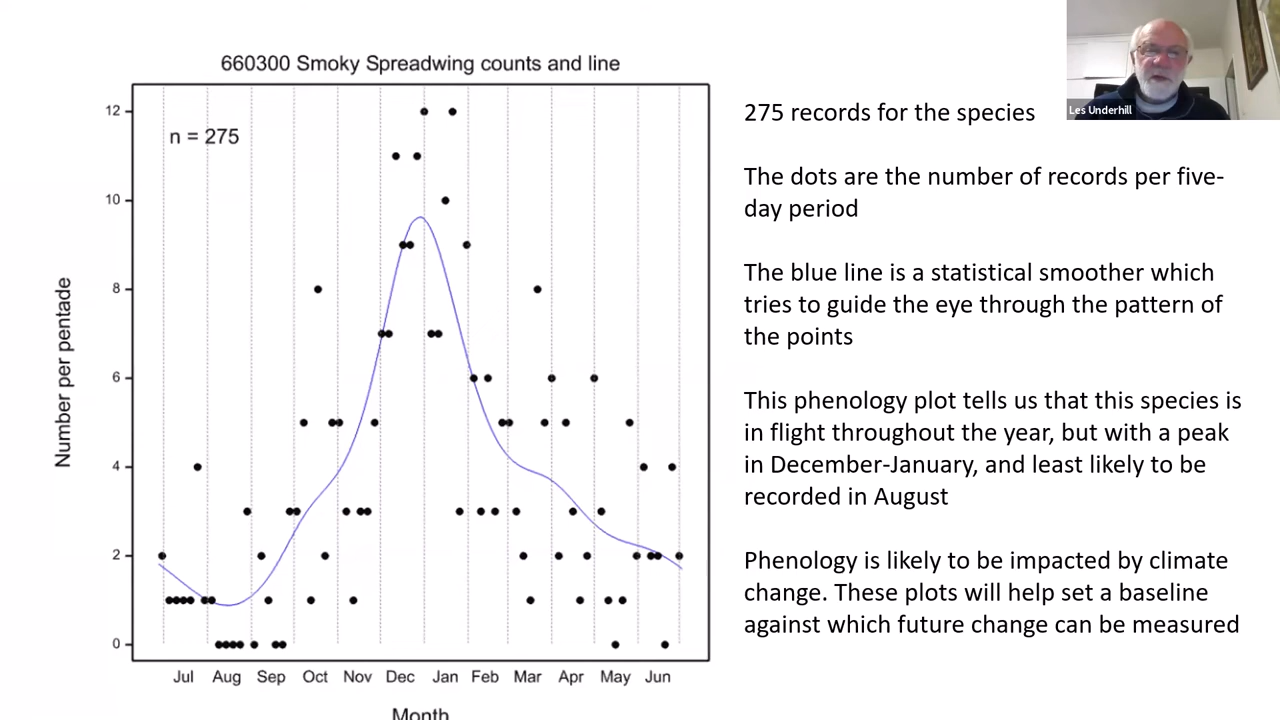 660300 Smoky Spreadwing counts and line
n = 275
Number per pentade
12
10
8
6
4
2
0
Jul Aug Sep Oct Nov Dec Jan Feb Mar Apr May Jun
Month
275 records for the species
The dots are the number of records per five-
day period
The blue line is a statistical smoother which
tries to guide the eye through the pattern of
the points
This phenology plot tells us that this species is
in flight throughout the year, but with a peak
in December-January, and least likely to be
recorded in August
Phenology is likely to be impacted by climate
change. These plots will help set a baseline
against which future change can be measured
Les Underhill